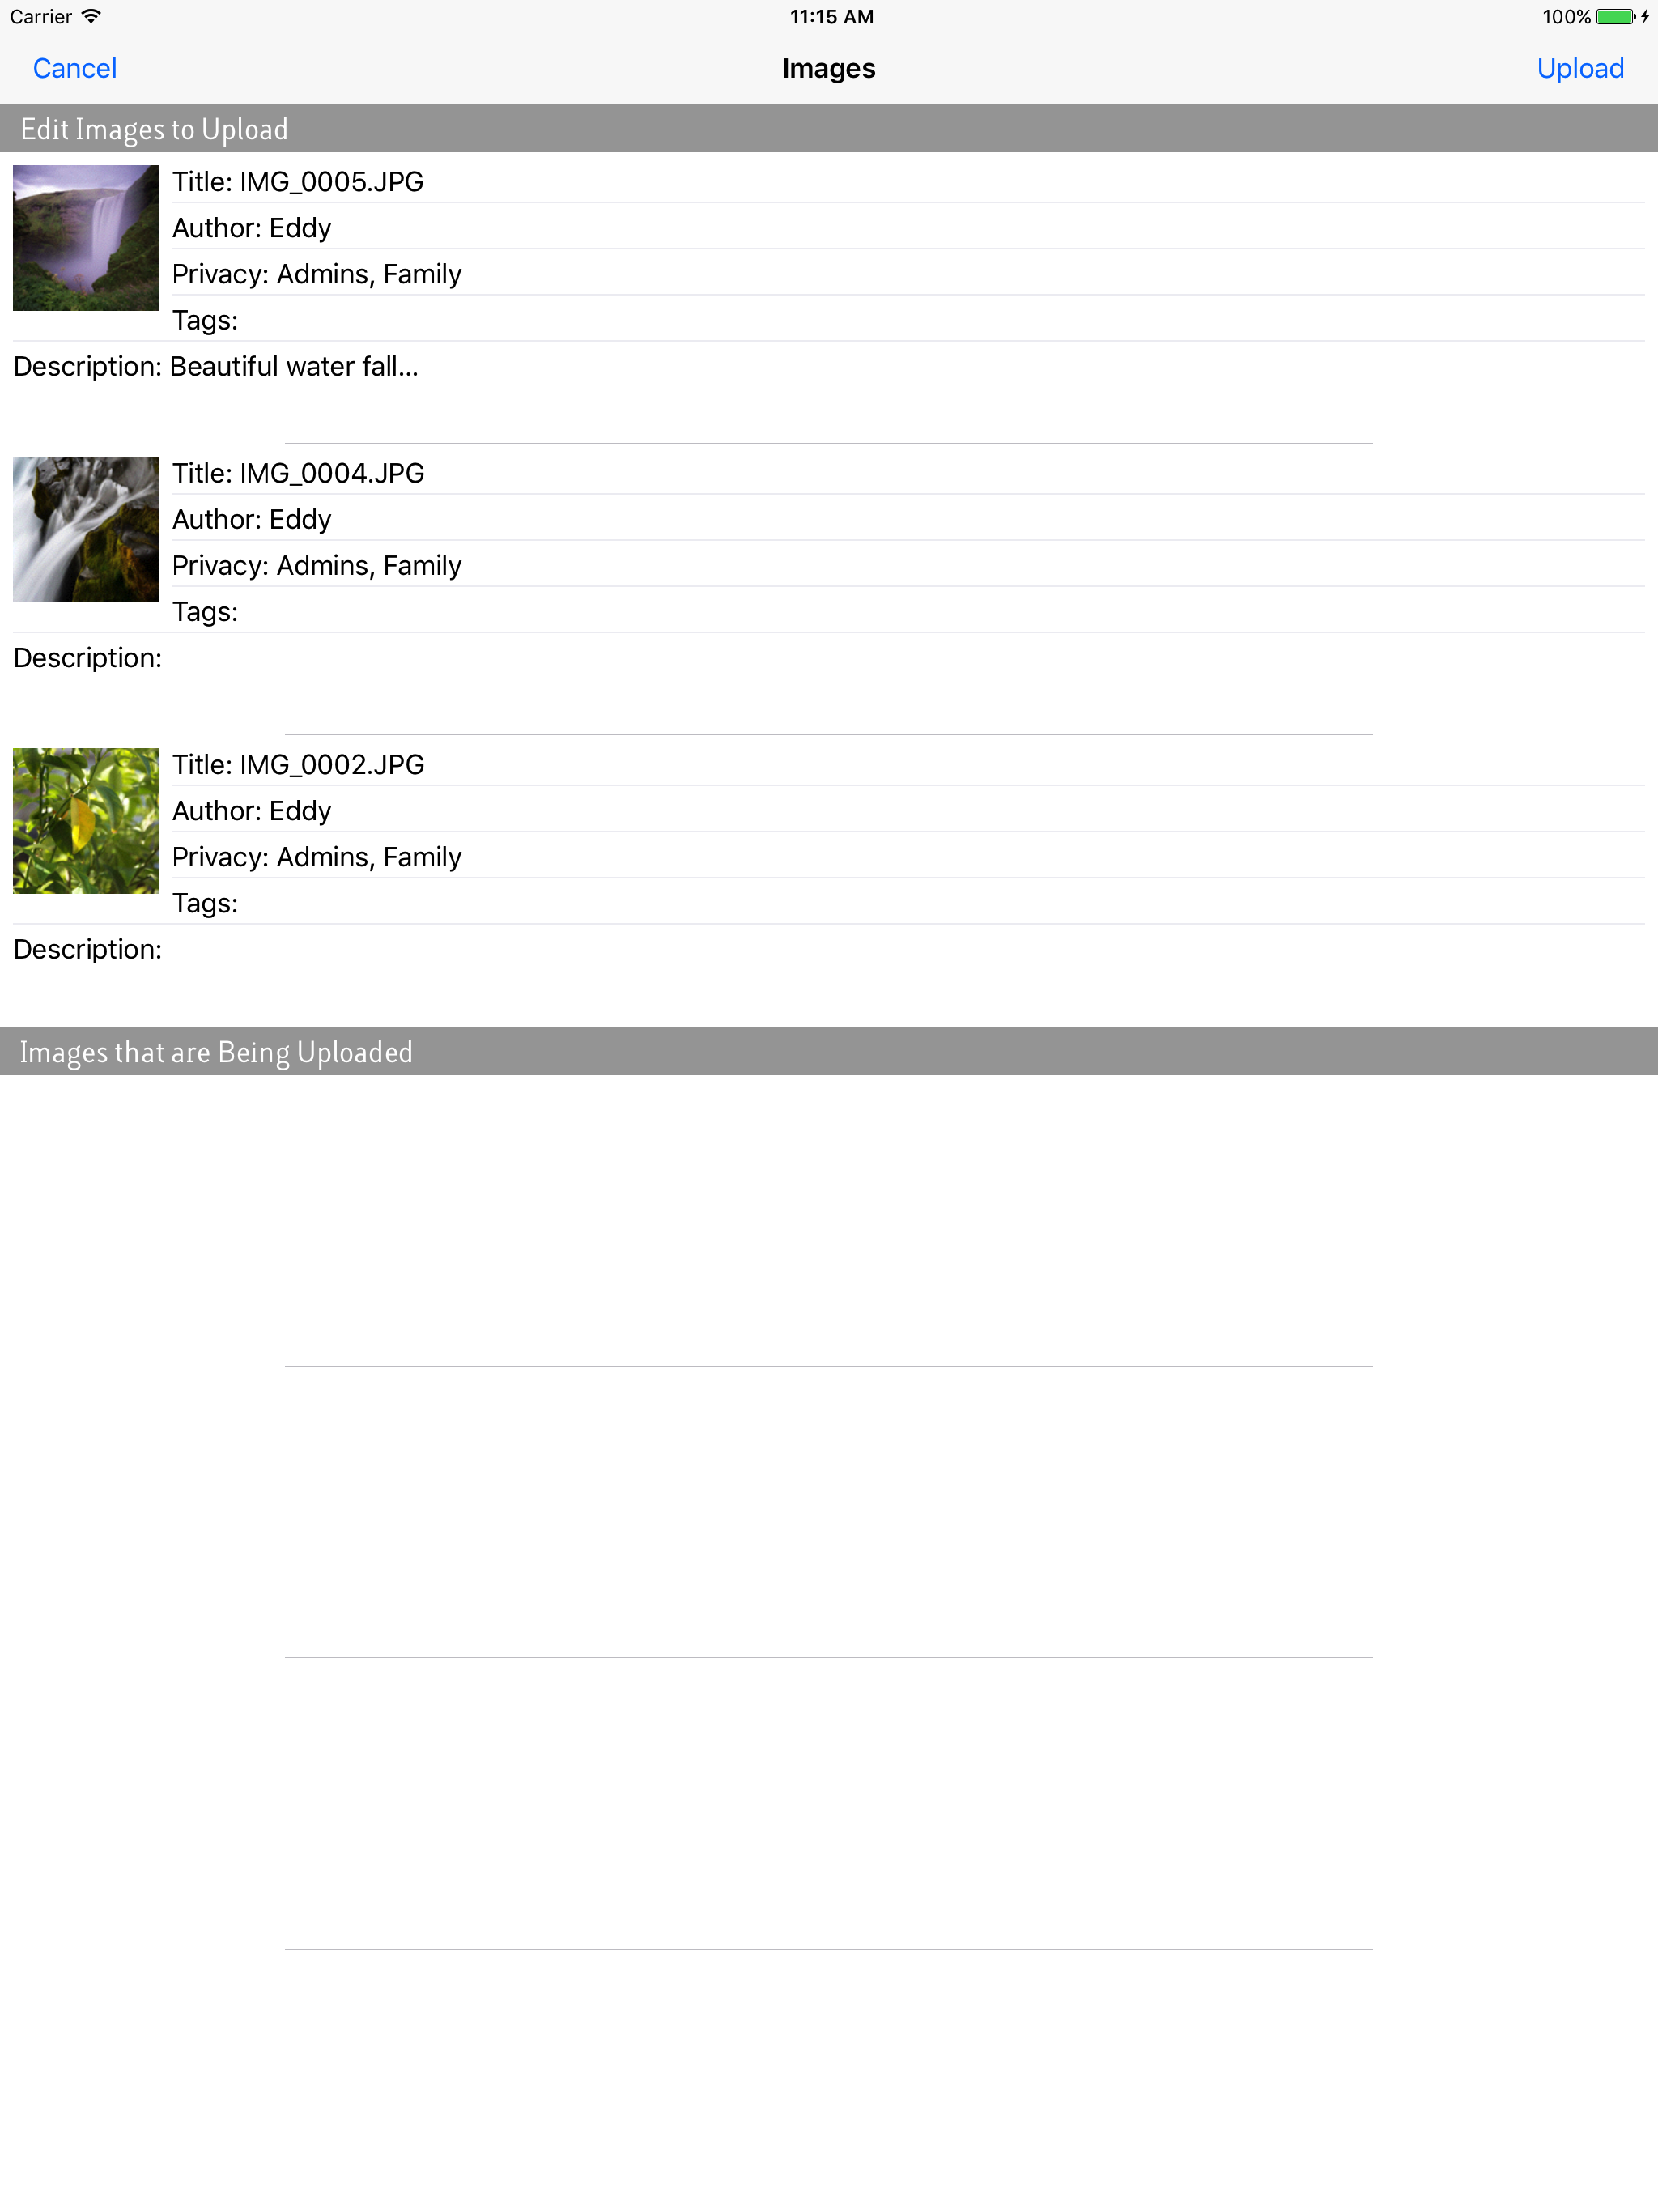 Carrier 11:15 AM 100%
Cancel Images Upload
Edit Images to Upload
Title: IMG_0005.JPG
Author: Eddy
Privacy: Admins, Family
Tags:
Description: Beautiful water fall...
Title: IMG_0004.JPG
Author: Eddy
Privacy: Admins, Family
Tags:
Description:
Title: IMG_0002.JPG
Author: Eddy
Privacy: Admins, Family
Tags:
Description:
Images that are Being Uploaded